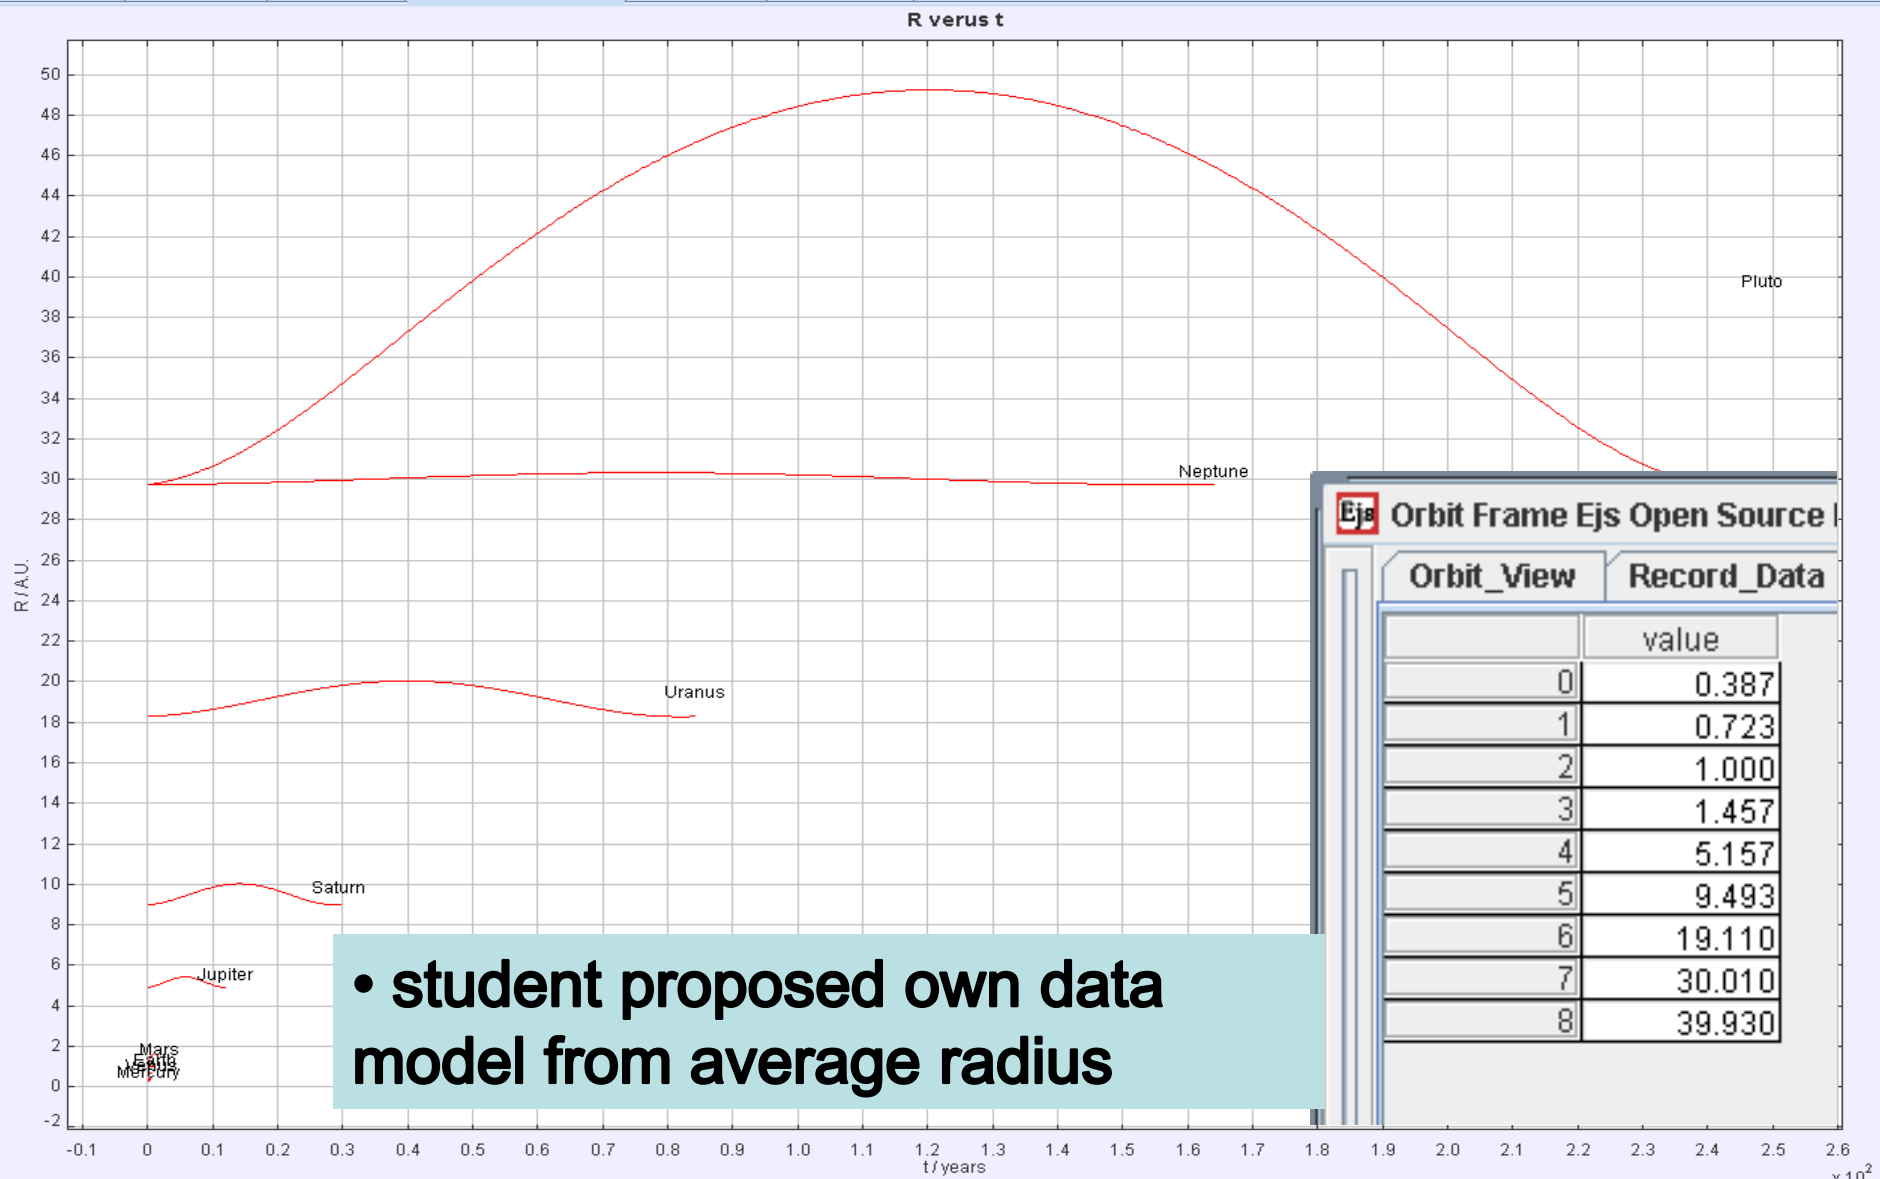 R verus t
50
48
46
44
42
40
38
36
34
32
30
28
26
24
22
20
18
16
14
12
10
8
6
4
2
0
-2
R / A.U.
Pluto
Neptune
Uranus
Saturn
Jupiter
Mars
Earth
Venus
Mercury
-0.1 0 0.1 0.2 0.3 0.4 0.5 0.6 0.7 0.8 0.9 1.0 1.1 1.2 1.3 1.4 1.5 1.6 1.7 1.8 1.9 2.0 2.1 2.2 2.3 2.4 2.5 2.6
t / years
x 10²
• student proposed own data
model from average radius
Ejs Orbit Frame Ejs Open Source
Orbit_View Record_Data
value
0 0.387
1 0.723
2 1.000
3 1.457
4 5.157
5 9.493
6 19.110
7 30.010
8 39.930